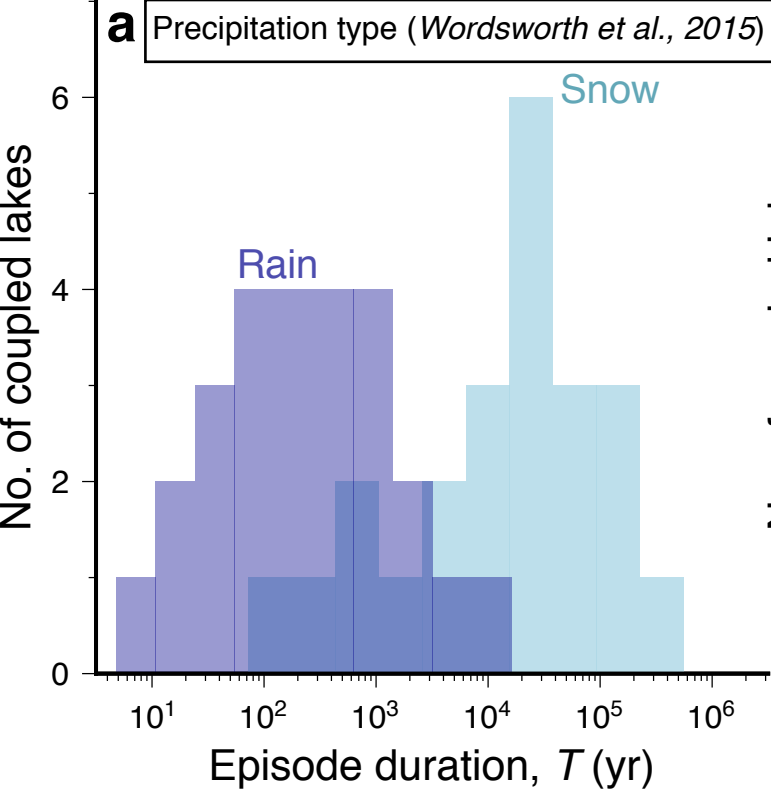 a Precipitation type (Wordsworth et al., 2015)
Snow
Rain
No. of coupled lakes
6
4
2
0
10¹ 10² 10³ 10⁴ 10⁵ 10⁶
Episode duration, T (yr)